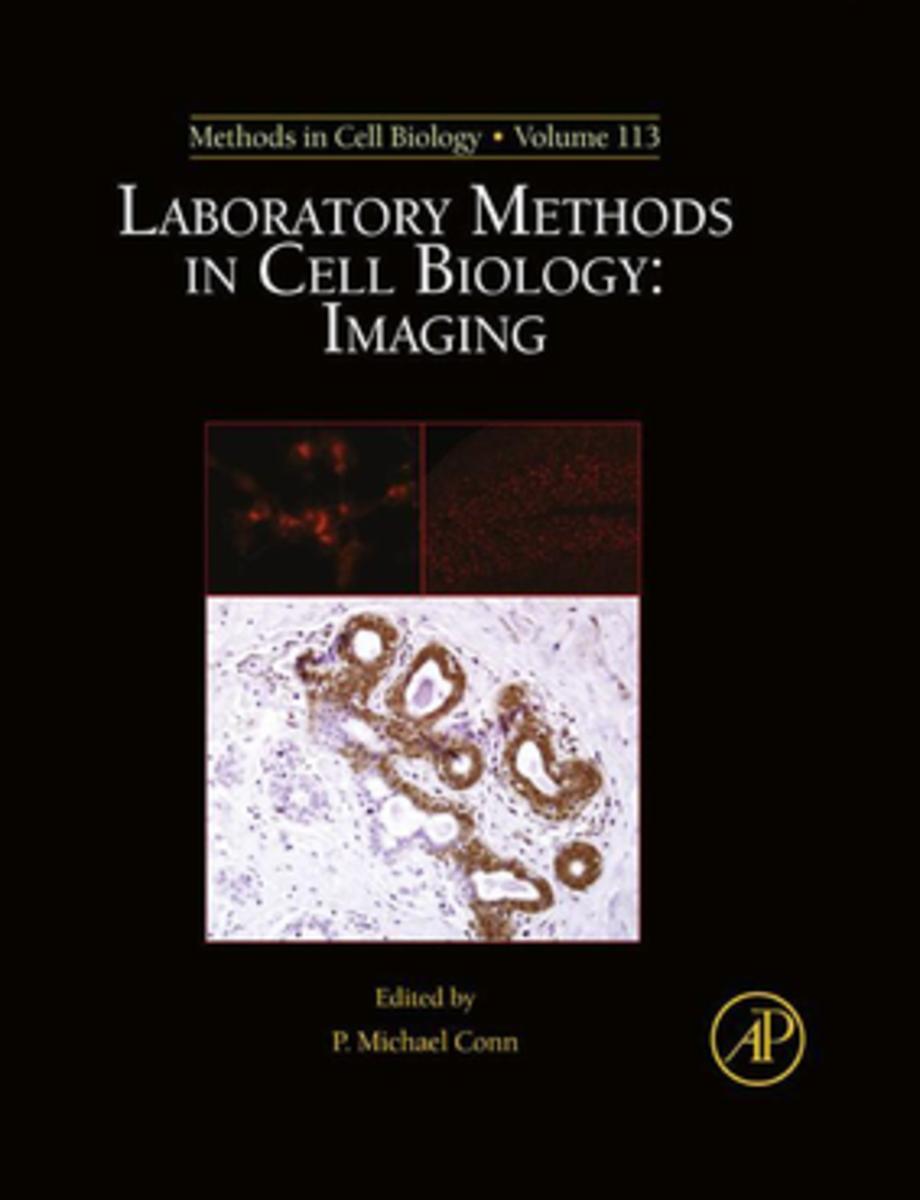 Methods in Cell Biology • Volume 113
LABORATORY METHODS
IN CELL BIOLOGY:
IMAGING
Edited by
P. Michael Conn
AP